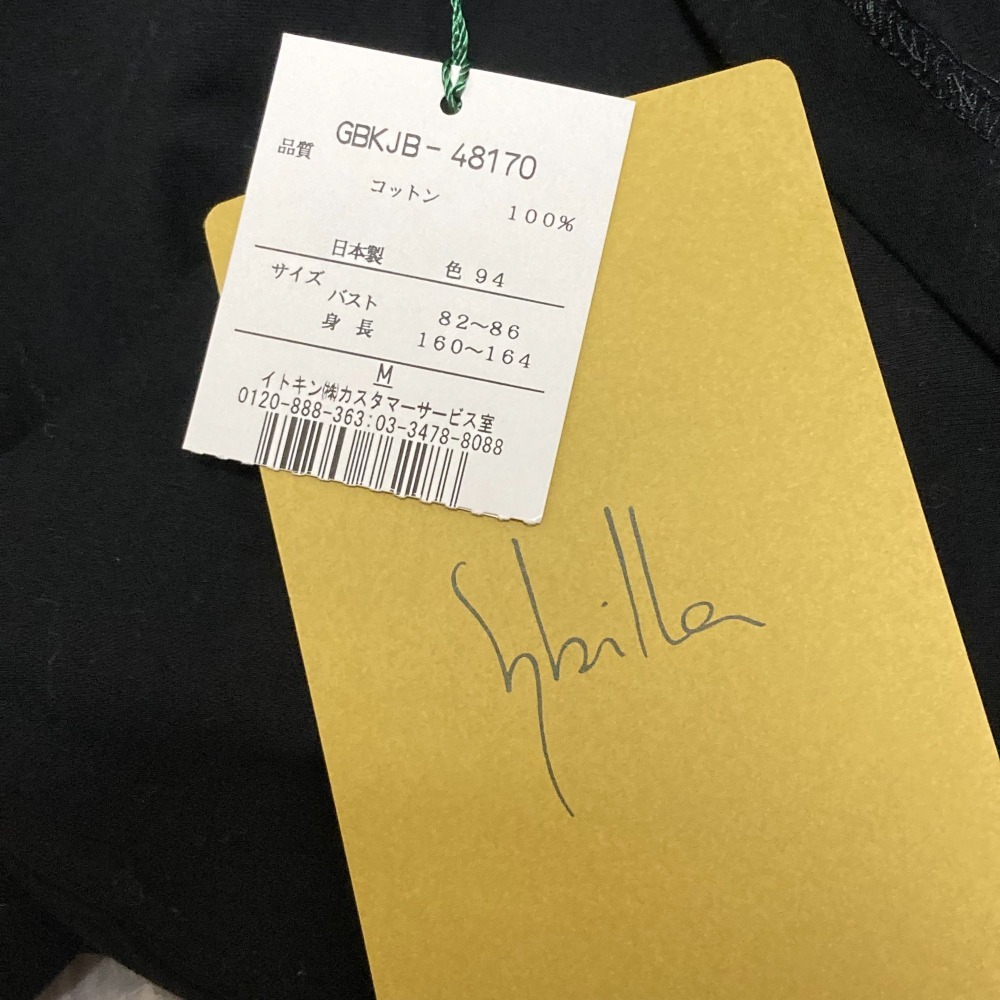 GBKJB-48170
品質
コットン
100%
日本製 色 94
サイズ
バスト 82〜86
身 長 160〜164
M
イトキン㈱カスタマーサービス室
0120-888-363:03-3478-8088
Sybilla